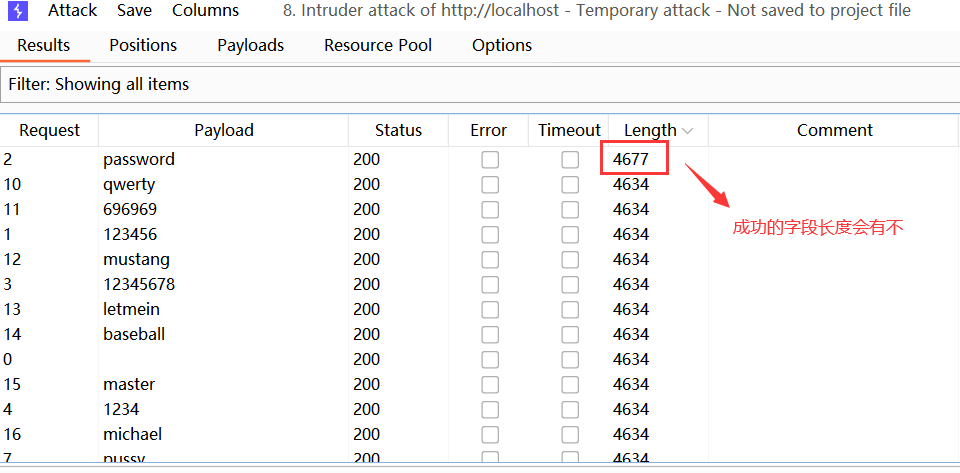 Attack Save Columns 8. Intruder attack of http://localhost - Temporary attack - Not saved to project file
Results Positions Payloads Resource Pool Options
Filter: Showing all items
Request Payload Status Error Timeout Length Comment
2 password 200 4677
10 qwerty 200 4634
11 696969 200 4634
成功的字段长度会有不
1 123456 200 4634
12 mustang 200 4634
3 12345678 200 4634
13 letmein 200 4634
14 baseball 200 4634
0 200 4634
15 master 200 4634
4 1234 200 4634
16 michael 200 4634
7 pussy 200 4634